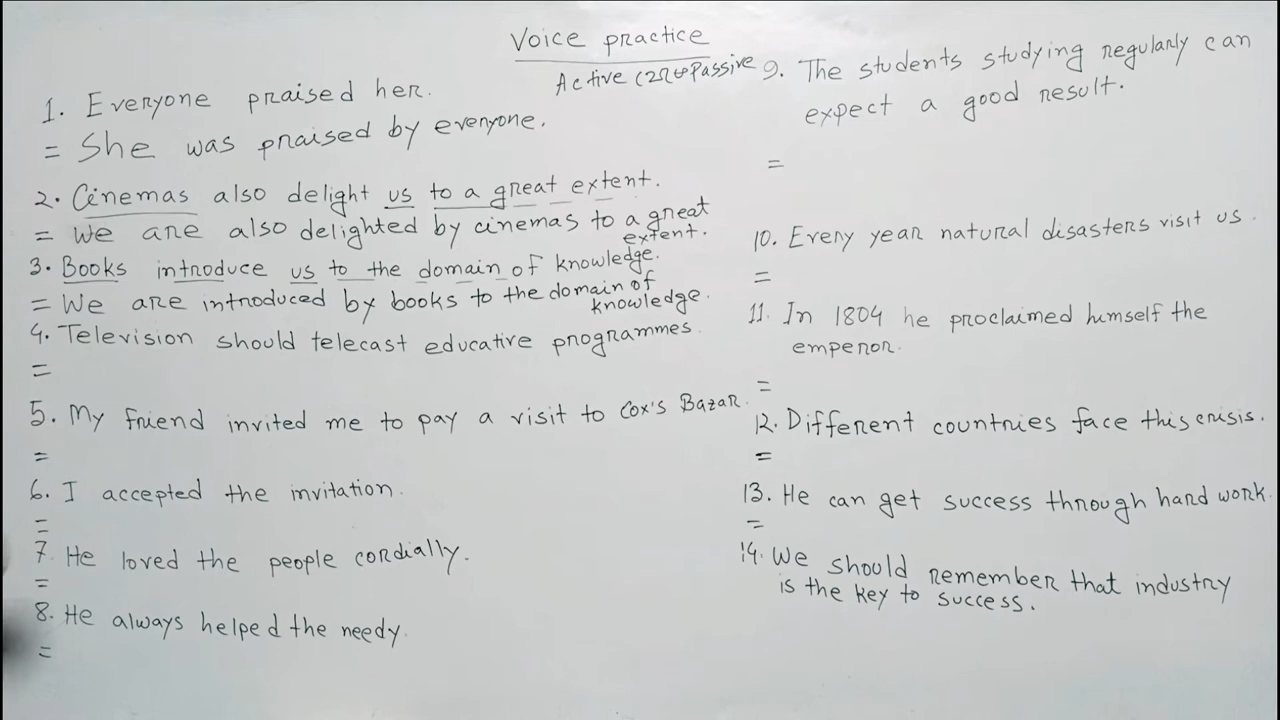 Voice practice
Active Passive
1. Everyone praised her.
= She was praised by everyone.
2. Cinemas also delight us to a great extent.
= We are also delighted by cinemas to a great
extent.
3. Books introduce us to the domain of knowledge.
= We are introduced by books to the domain of
knowledge.
4. Television should telecast educative programmes.
=
5. My friend invited me to pay a visit to Cox's Bazar.
=
6. I accepted the invitation.
=
7. He loved the people cordially.
=
8. He always helped the needy.
=
9. The students studying regularly can
expect a good result.
=
10. Every year natural disasters visit us.
=
11. In 1804 he proclaimed himself the
emperor.
=
12. Different countries face this crisis.
=
13. He can get success through hard work.
=
14. We should remember that industry
is the key to success.